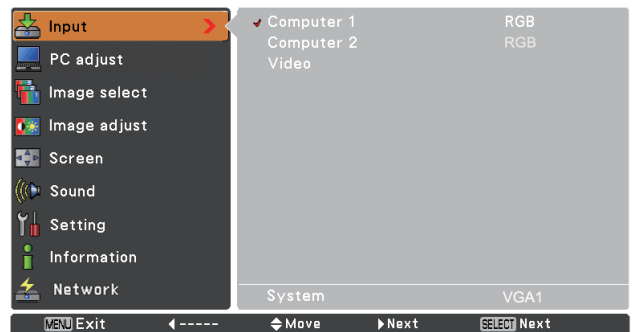 Input
PC adjust
Image select
Image adjust
Screen
Sound
Setting
Information
Network
Computer 1 RGB
Computer 2 RGB
Video
System VGA1
MENU Exit ----- Move Next SELECT Next